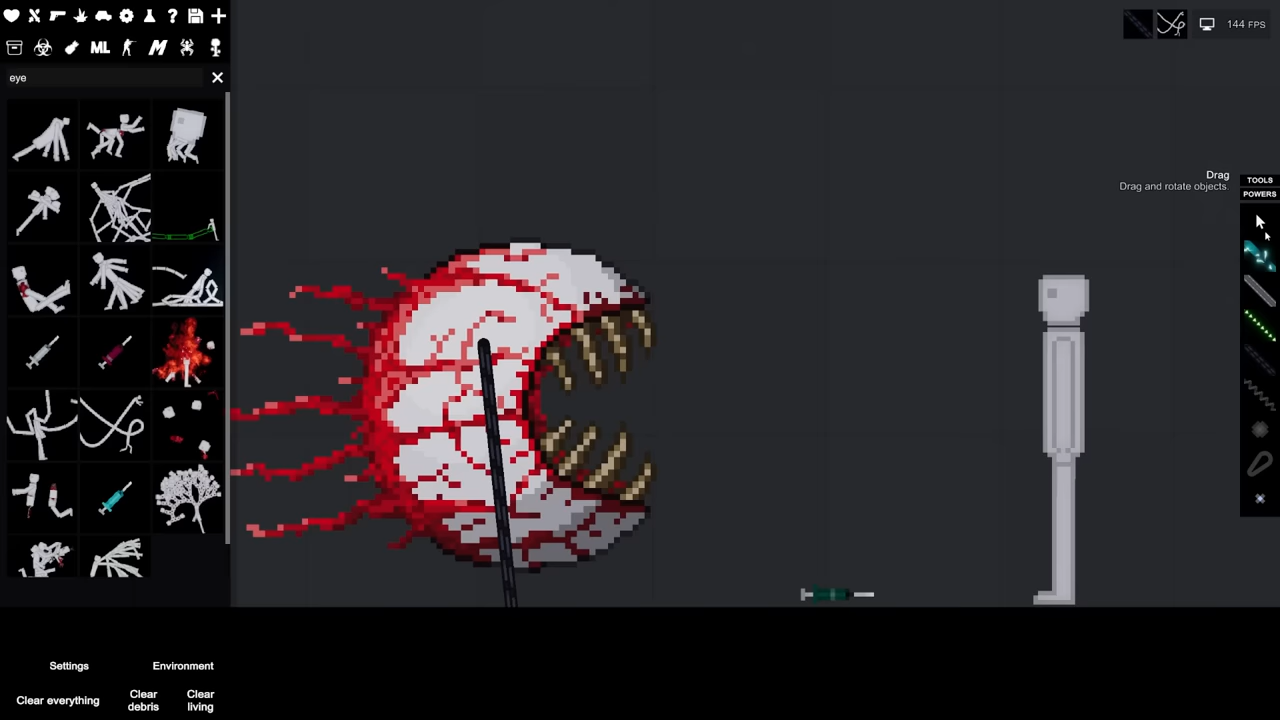 ?
ML
M
144 FPS
eye
Drag
Drag and rotate objects.
TOOLS
POWERS
Settings
Environment
Clear everything
Clear
debris
Clear
living